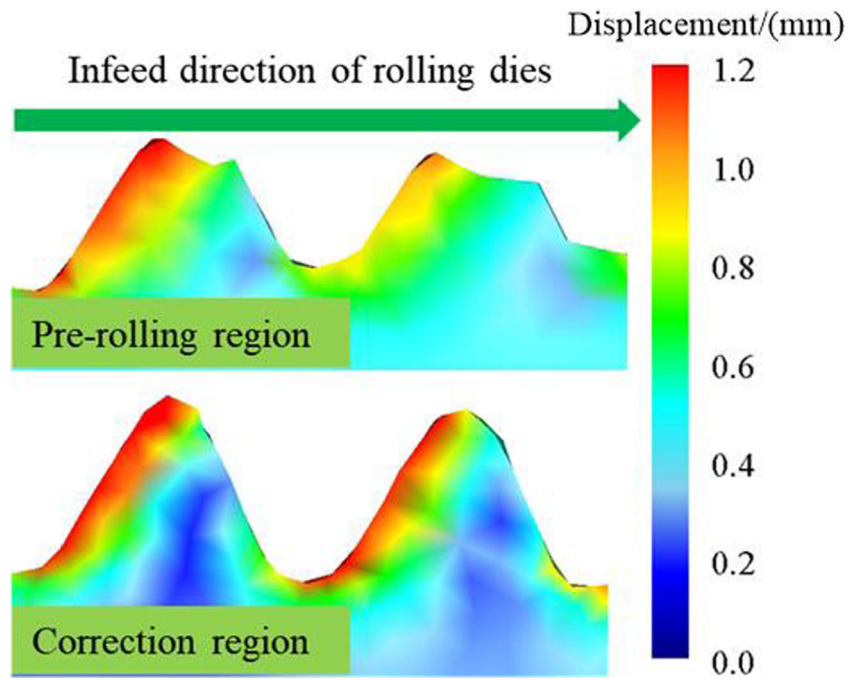 Displacement/(mm)
Infeed direction of rolling dies
1.2
1.0
0.8
0.6
0.4
0.2
0.0
Pre-rolling region
Correction region